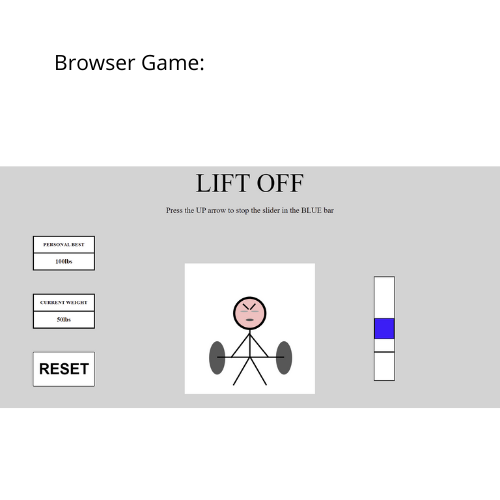 Browser Game:
LIFT OFF
Press the UP arrow to stop the slider in the BLUE bar
PERSONAL BEST
100lbs
CURRENT WEIGHT
50lbs
RESET